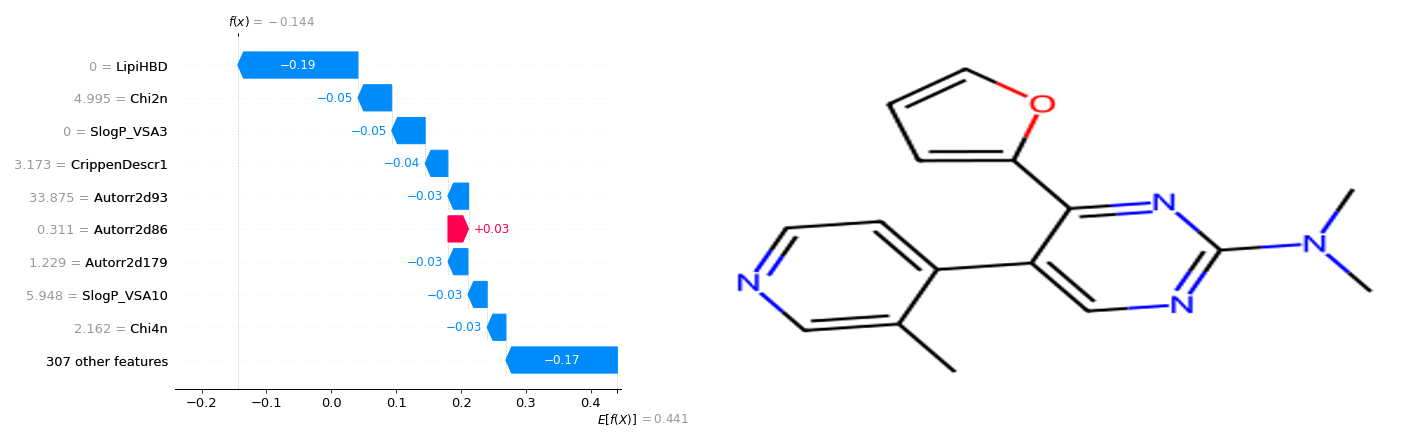 f(x) = −0.144
0 = LipiHBD
−0.19
4.995 = Chi2n
−0.05
0 = SlogP_VSA3
−0.05
3.173 = CrippenDescr1
−0.04
33.875 = Autorr2d93
−0.03
0.311 = Autorr2d86
+0.03
1.229 = Autorr2d179
−0.03
5.948 = SlogP_VSA10
−0.03
2.162 = Chi4n
−0.03
307 other features
−0.17
−0.2 −0.1 0.0 0.1 0.2 0.3 0.4
E[f(X)] = 0.441
O
N
N
N
N